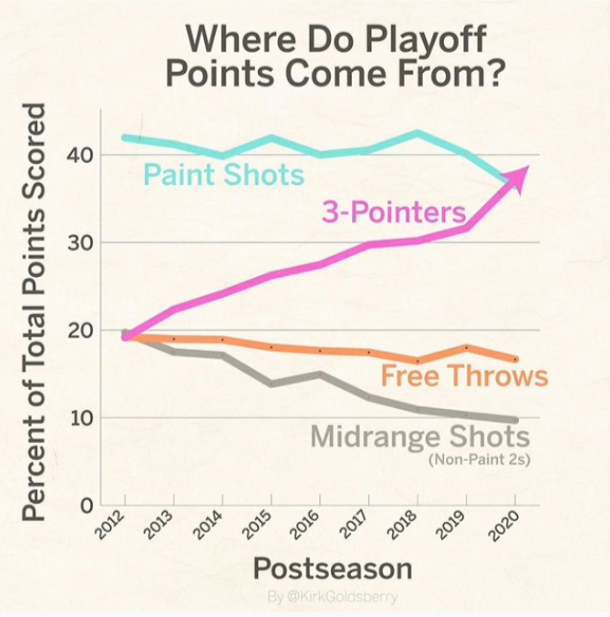 Where Do Playoff
Points Come From?
Percent of Total Points Scored
40
30
20
10
0
Paint Shots
3-Pointers
Free Throws
Midrange Shots
(Non-Paint 2s)
2012
2013
2014
2015
2016
2017
2018
2019
2020
Postseason
By @KirkGoldsberry